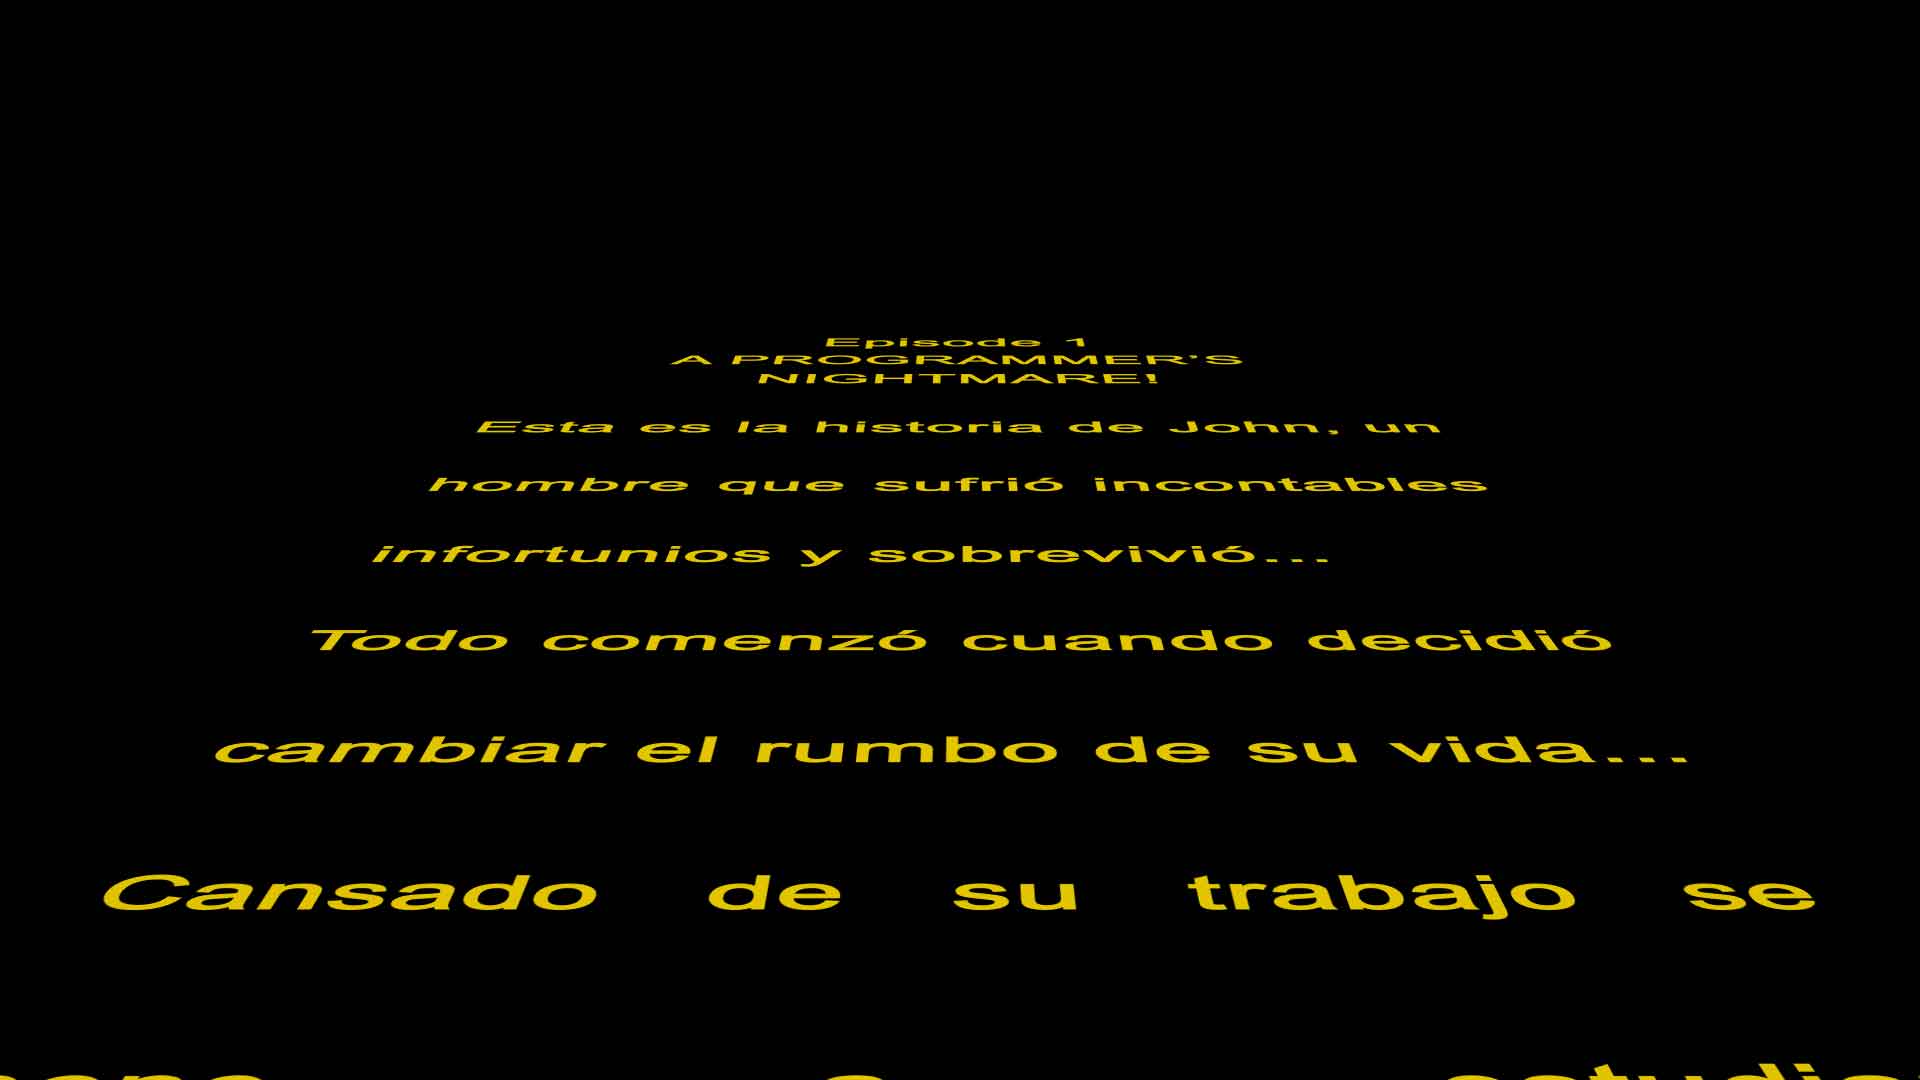 Episode 1
A PROGRAMMER'S
NIGHTMARE!
Esta es la historia de John, un
hombre que sufrió incontables
infortunios y sobrevivió...
Todo comenzó cuando decidió
cambiar el rumbo de su vida...
Cansado de su trabajo se